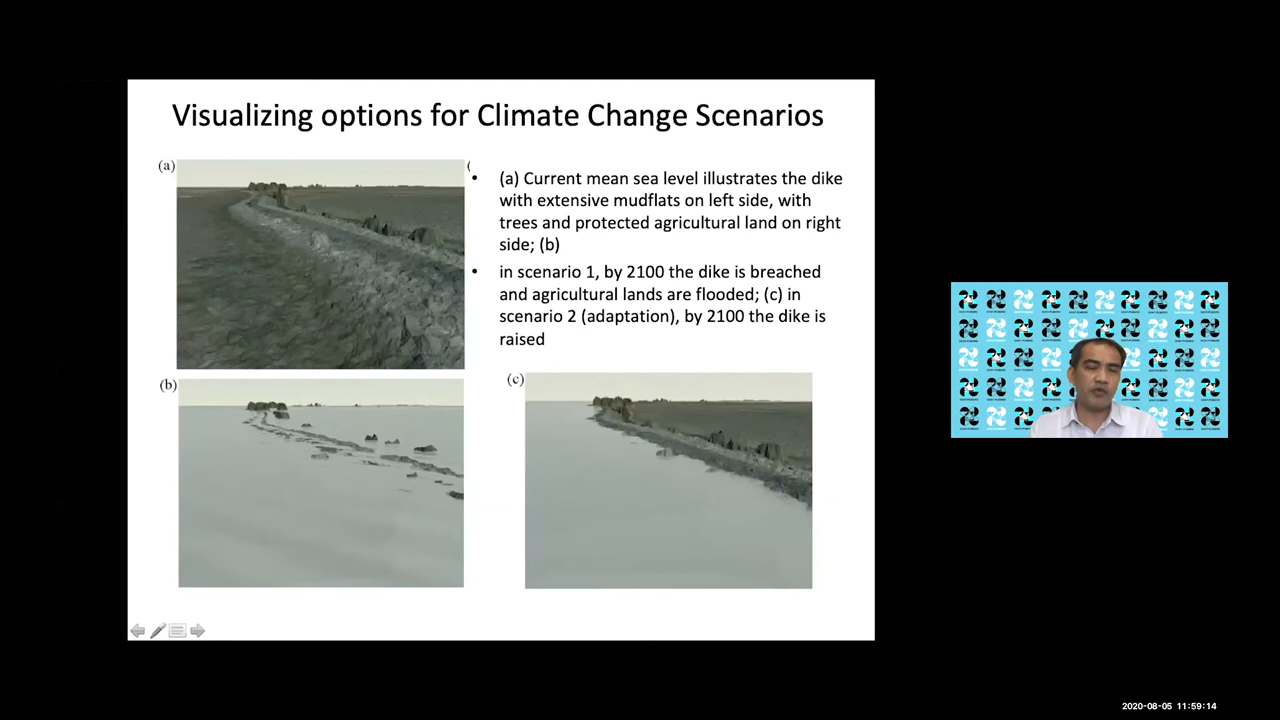 Visualizing options for Climate Change Scenarios
(a)
(
• (a) Current mean sea level illustrates the dike
with extensive mudflats on left side, with
trees and protected agricultural land on right
side; (b)
• in scenario 1, by 2100 the dike is breached
and agricultural lands are flooded; (c) in
scenario 2 (adaptation), by 2100 the dike is
raised
(b)
(c)
2020-08-05 11:59:14